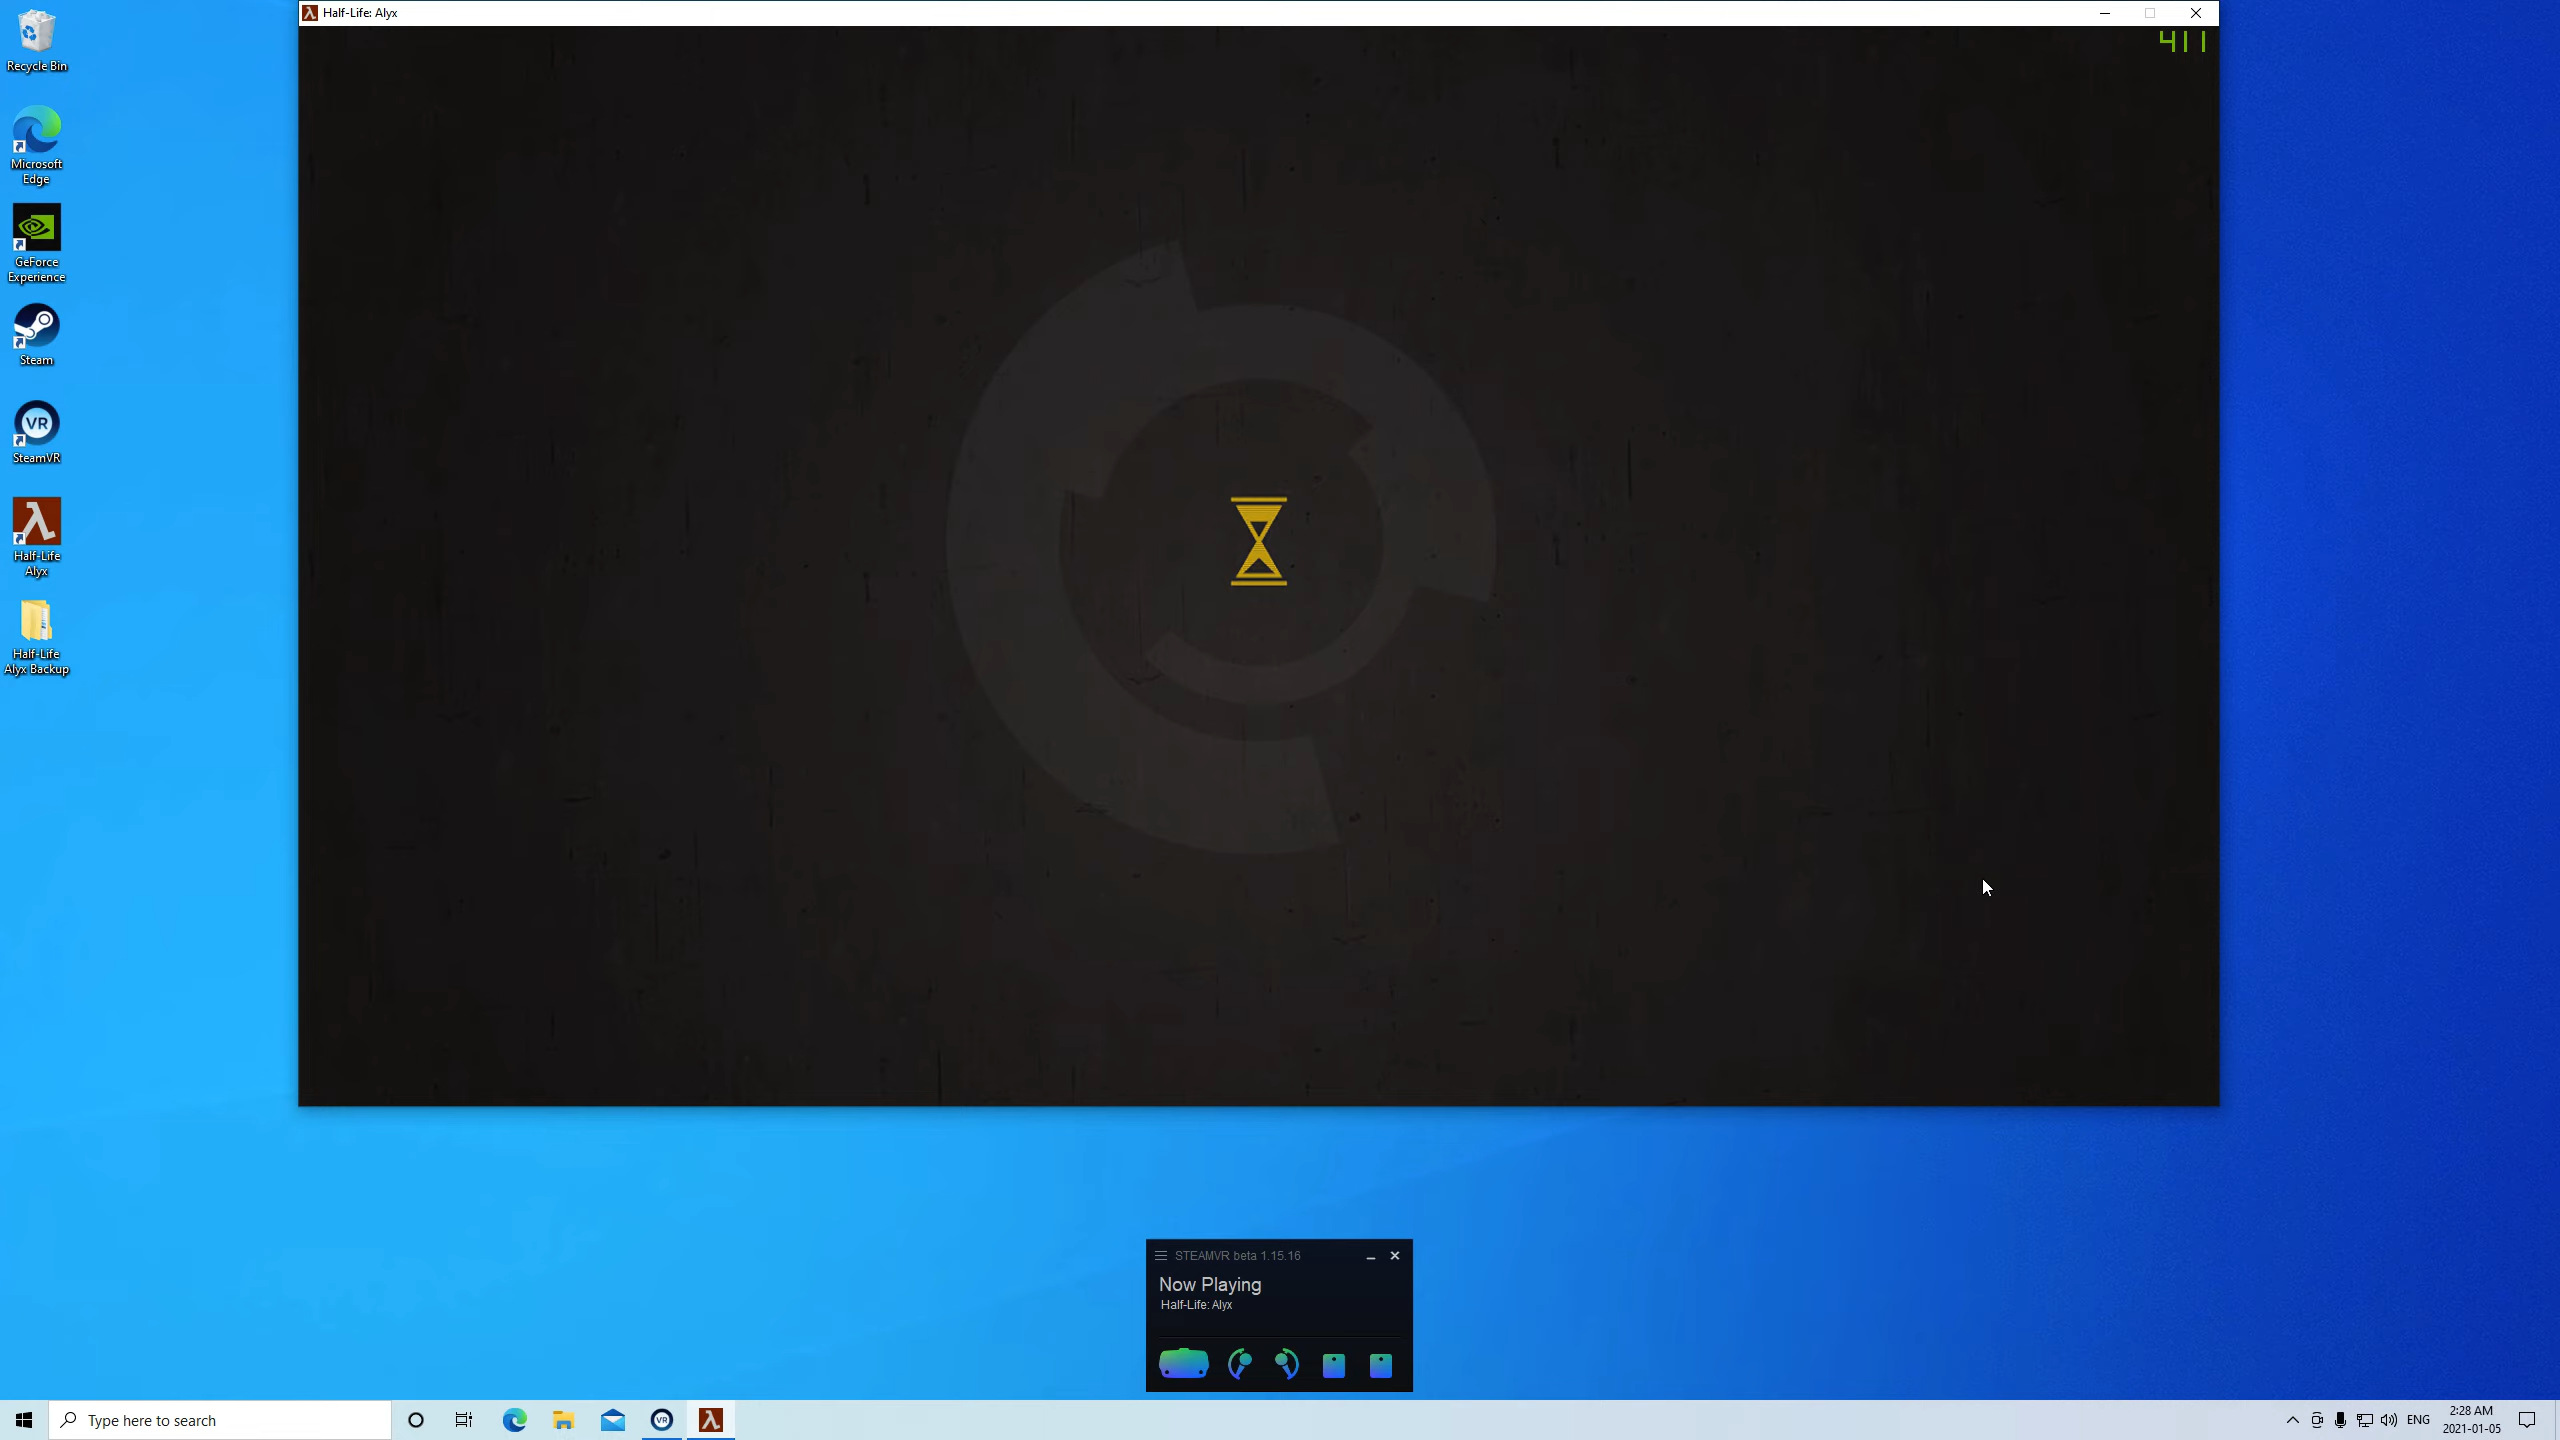 Half-Life: Alyx
411
Recycle Bin
Microsoft
Edge
GeForce
Experience
Steam
VR
SteamVR
Half-Life
Alyx
Half-Life
Alyx Backup
STEAMVR beta 1.15.16
Now Playing
Half-Life: Alyx
Type here to search
VR
ENG
2:28 AM
2021-01-05